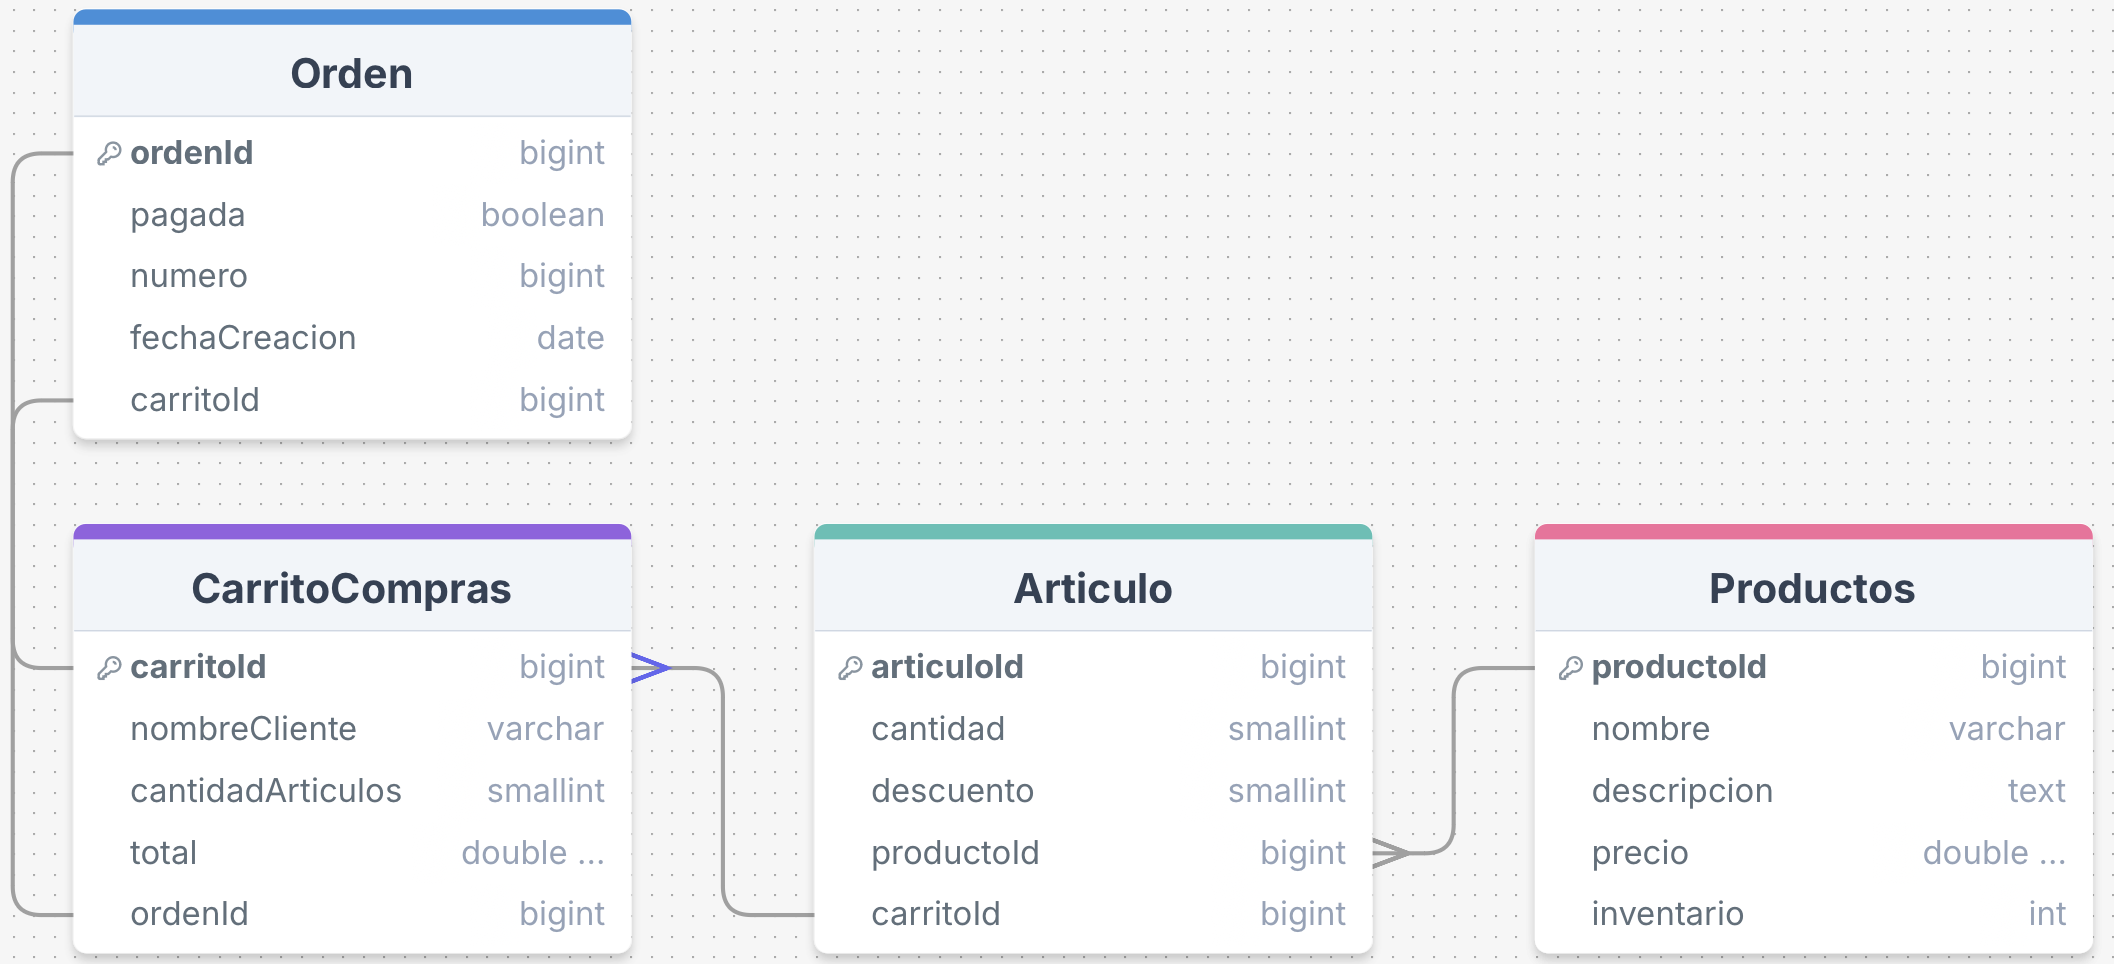 Orden
ordenId bigint
pagada boolean
numero bigint
fechaCreacion date
carritoId bigint
CarritoCompras
carritoId bigint
nombreCliente varchar
cantidadArticulos smallint
total double ...
ordenId bigint
Articulo
articuloId bigint
cantidad smallint
descuento smallint
productoId bigint
carritoId bigint
Productos
productoId bigint
nombre varchar
descripcion text
precio double ...
inventario int